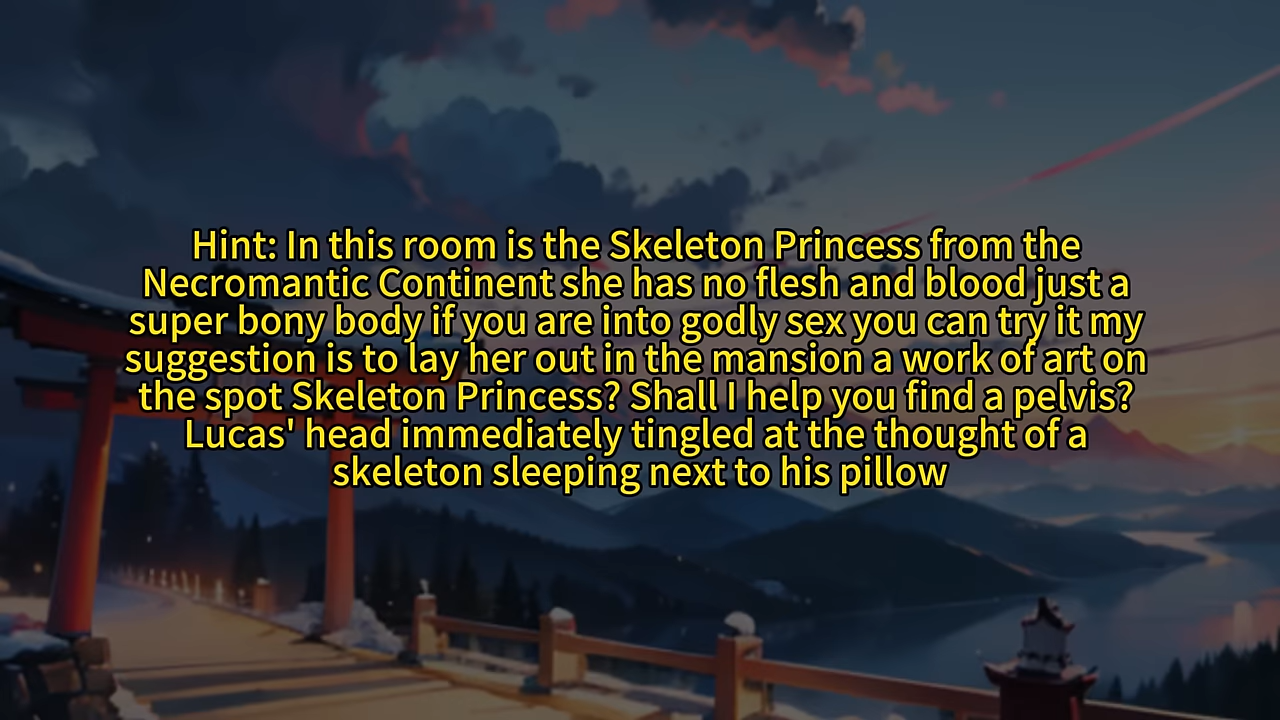 Hint: In this room is the Skeleton Princess from the
Necromantic Continent she has no flesh and blood just a
super bony body if you are into godly sex you can try it my
suggestion is to lay her out in the mansion a work of art on
the spot Skeleton Princess? Shall I help you find a pelvis?
Lucas' head immediately tingled at the thought of a
skeleton sleeping next to his pillow